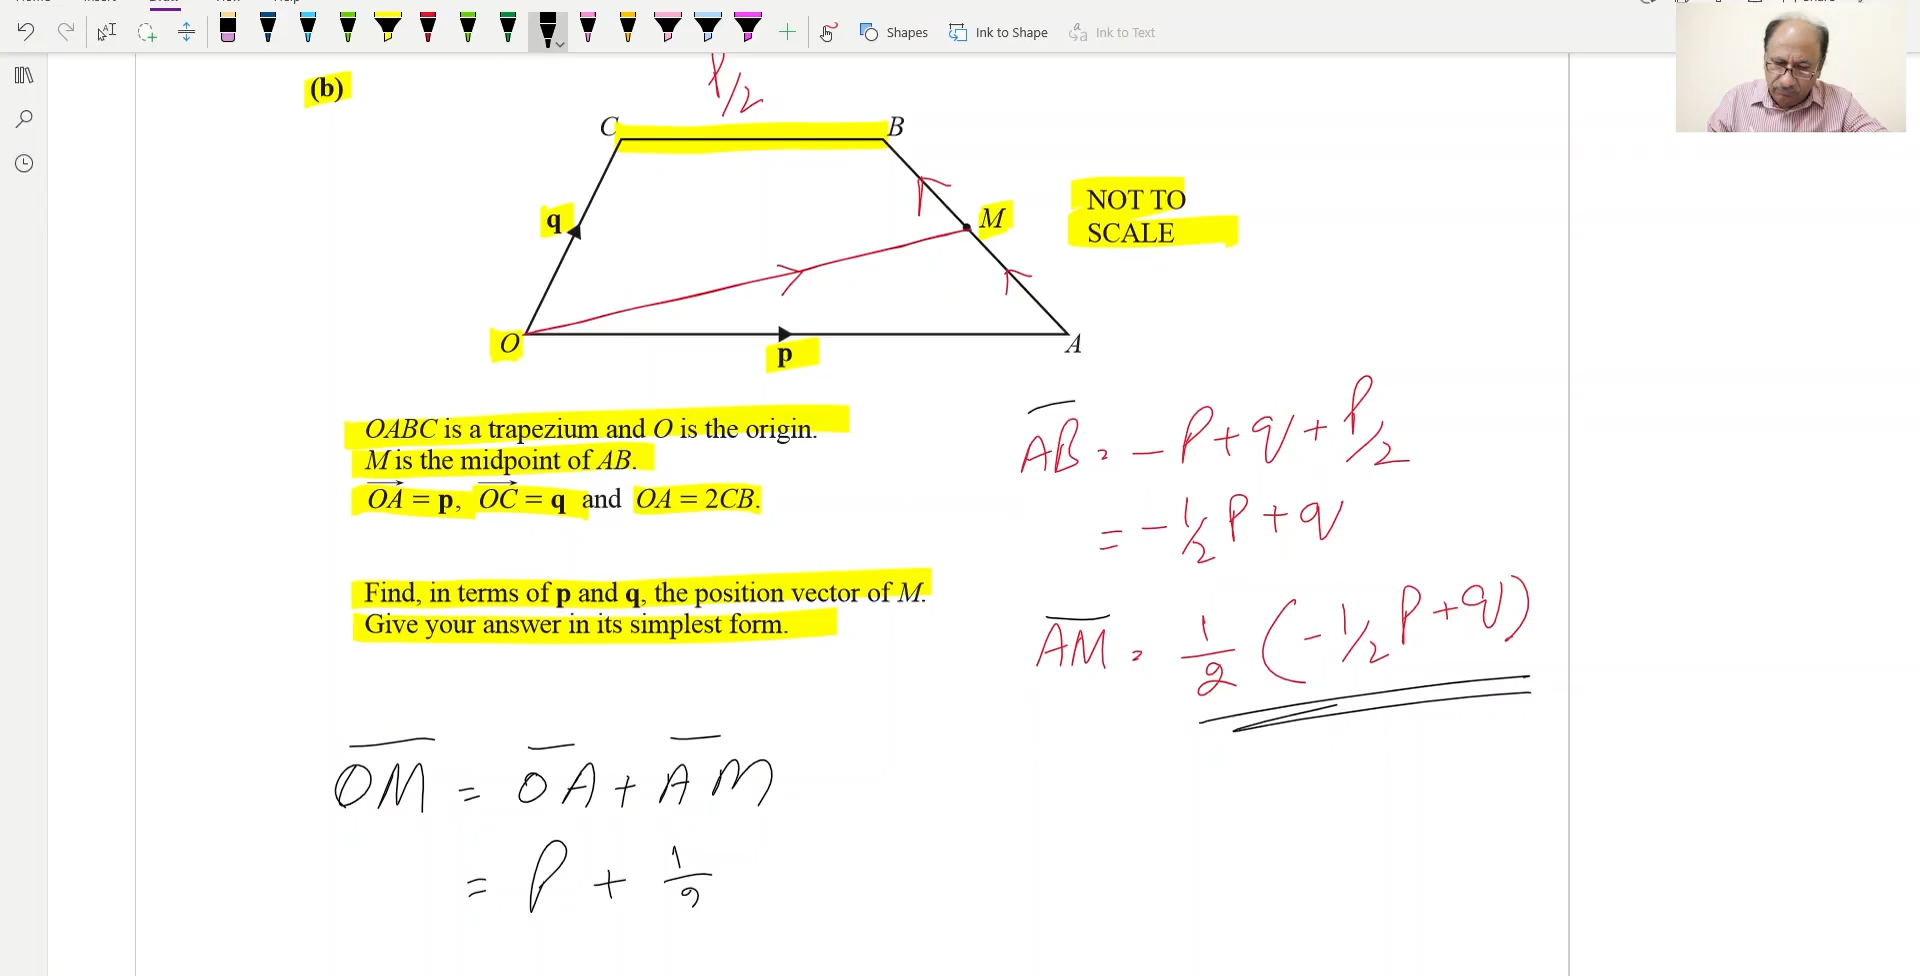 Shapes
Ink to Shape
Ink to Text
(b)
P/2
C
B
q
M
NOT TO
SCALE
O
p
A
OABC is a trapezium and O is the origin.
M is the midpoint of AB.
OA = p, OC = q and OA = 2CB.
Find, in terms of p and q, the position vector of M.
Give your answer in its simplest form.
AB = -P+q+P/2
= -1/2 P+q
AM = 1/2 (-1/2 P+q)
OM = OA + AM
= P + 1/2